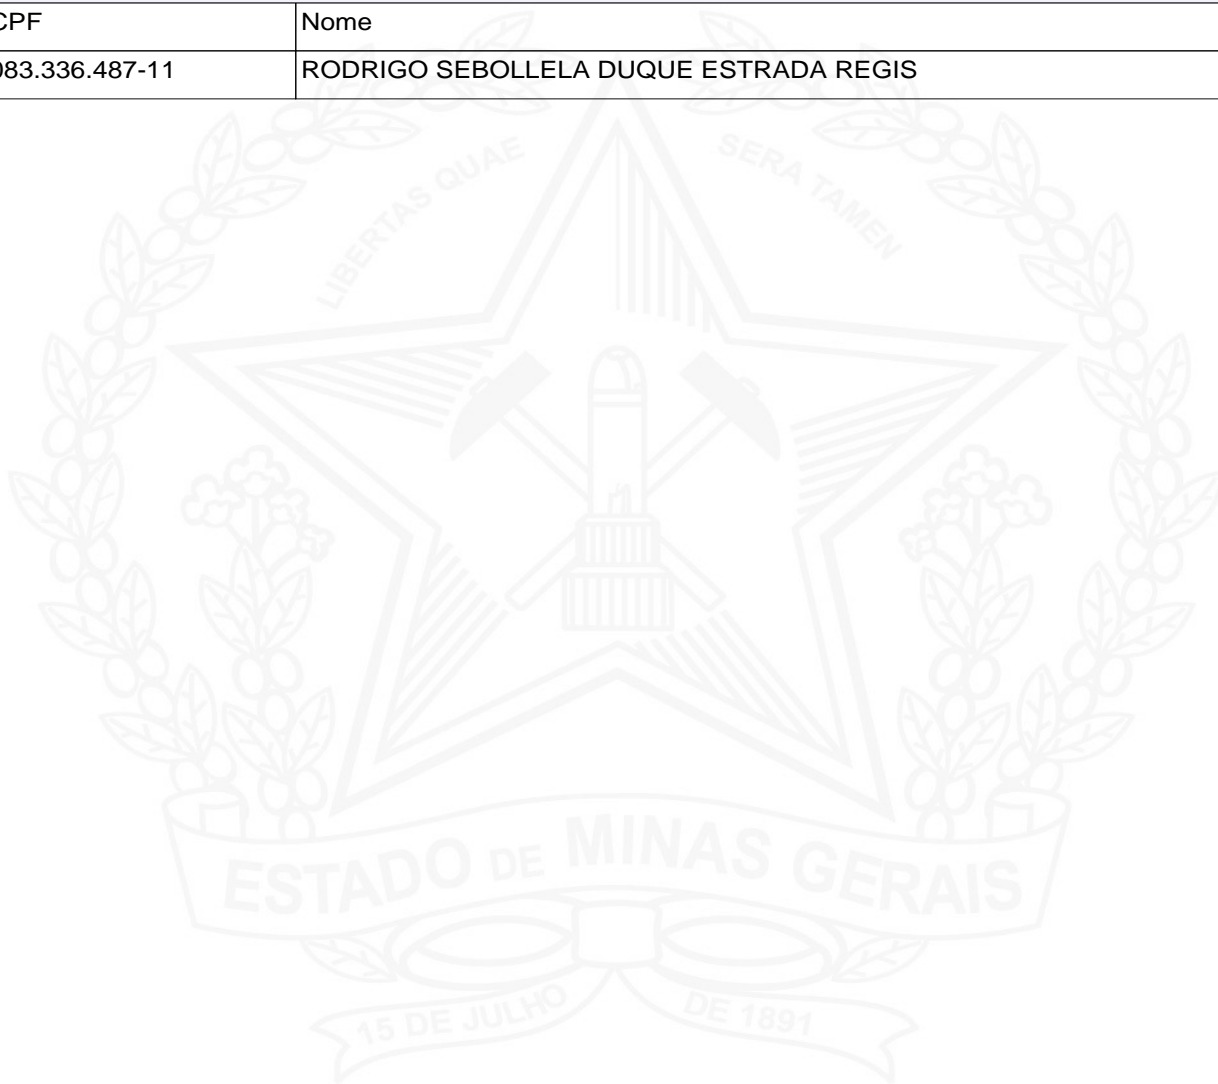 CPF Nome
083.336.487-11 RODRIGO SEBOLLELA DUQUE ESTRADA REGIS
LIBERTAS QUAE SERA TAMEN
ESTADO DE MINAS GERAIS
15 DE JULHO DE 1891